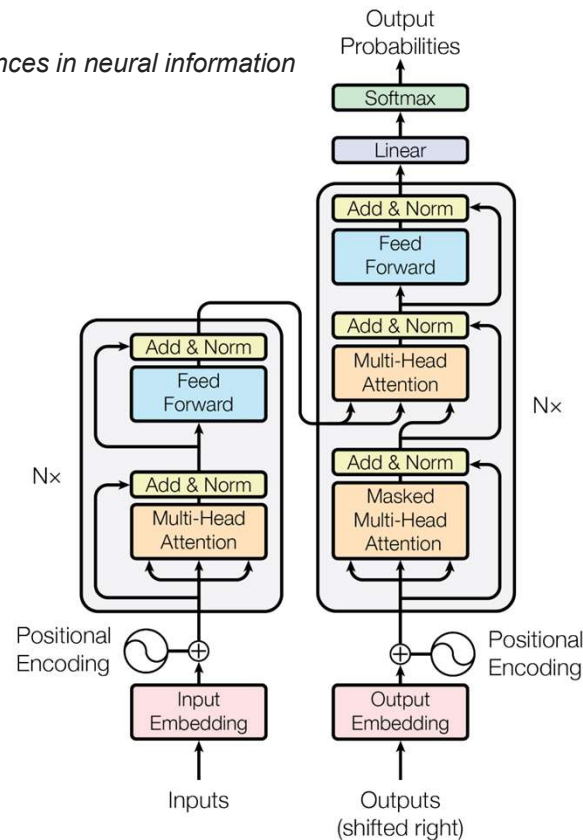 Output
Probabilities
nces in neural information
Softmax
Linear
Add & Norm
Feed
Forward
Add & Norm
Multi-Head
Attention
Add & Norm
Feed
Forward
N×
Add & Norm
Masked
Multi-Head
Attention
N×
Add & Norm
Multi-Head
Attention
Positional
Encoding
Positional
Encoding
Input
Embedding
Output
Embedding
Inputs
Outputs
(shifted right)